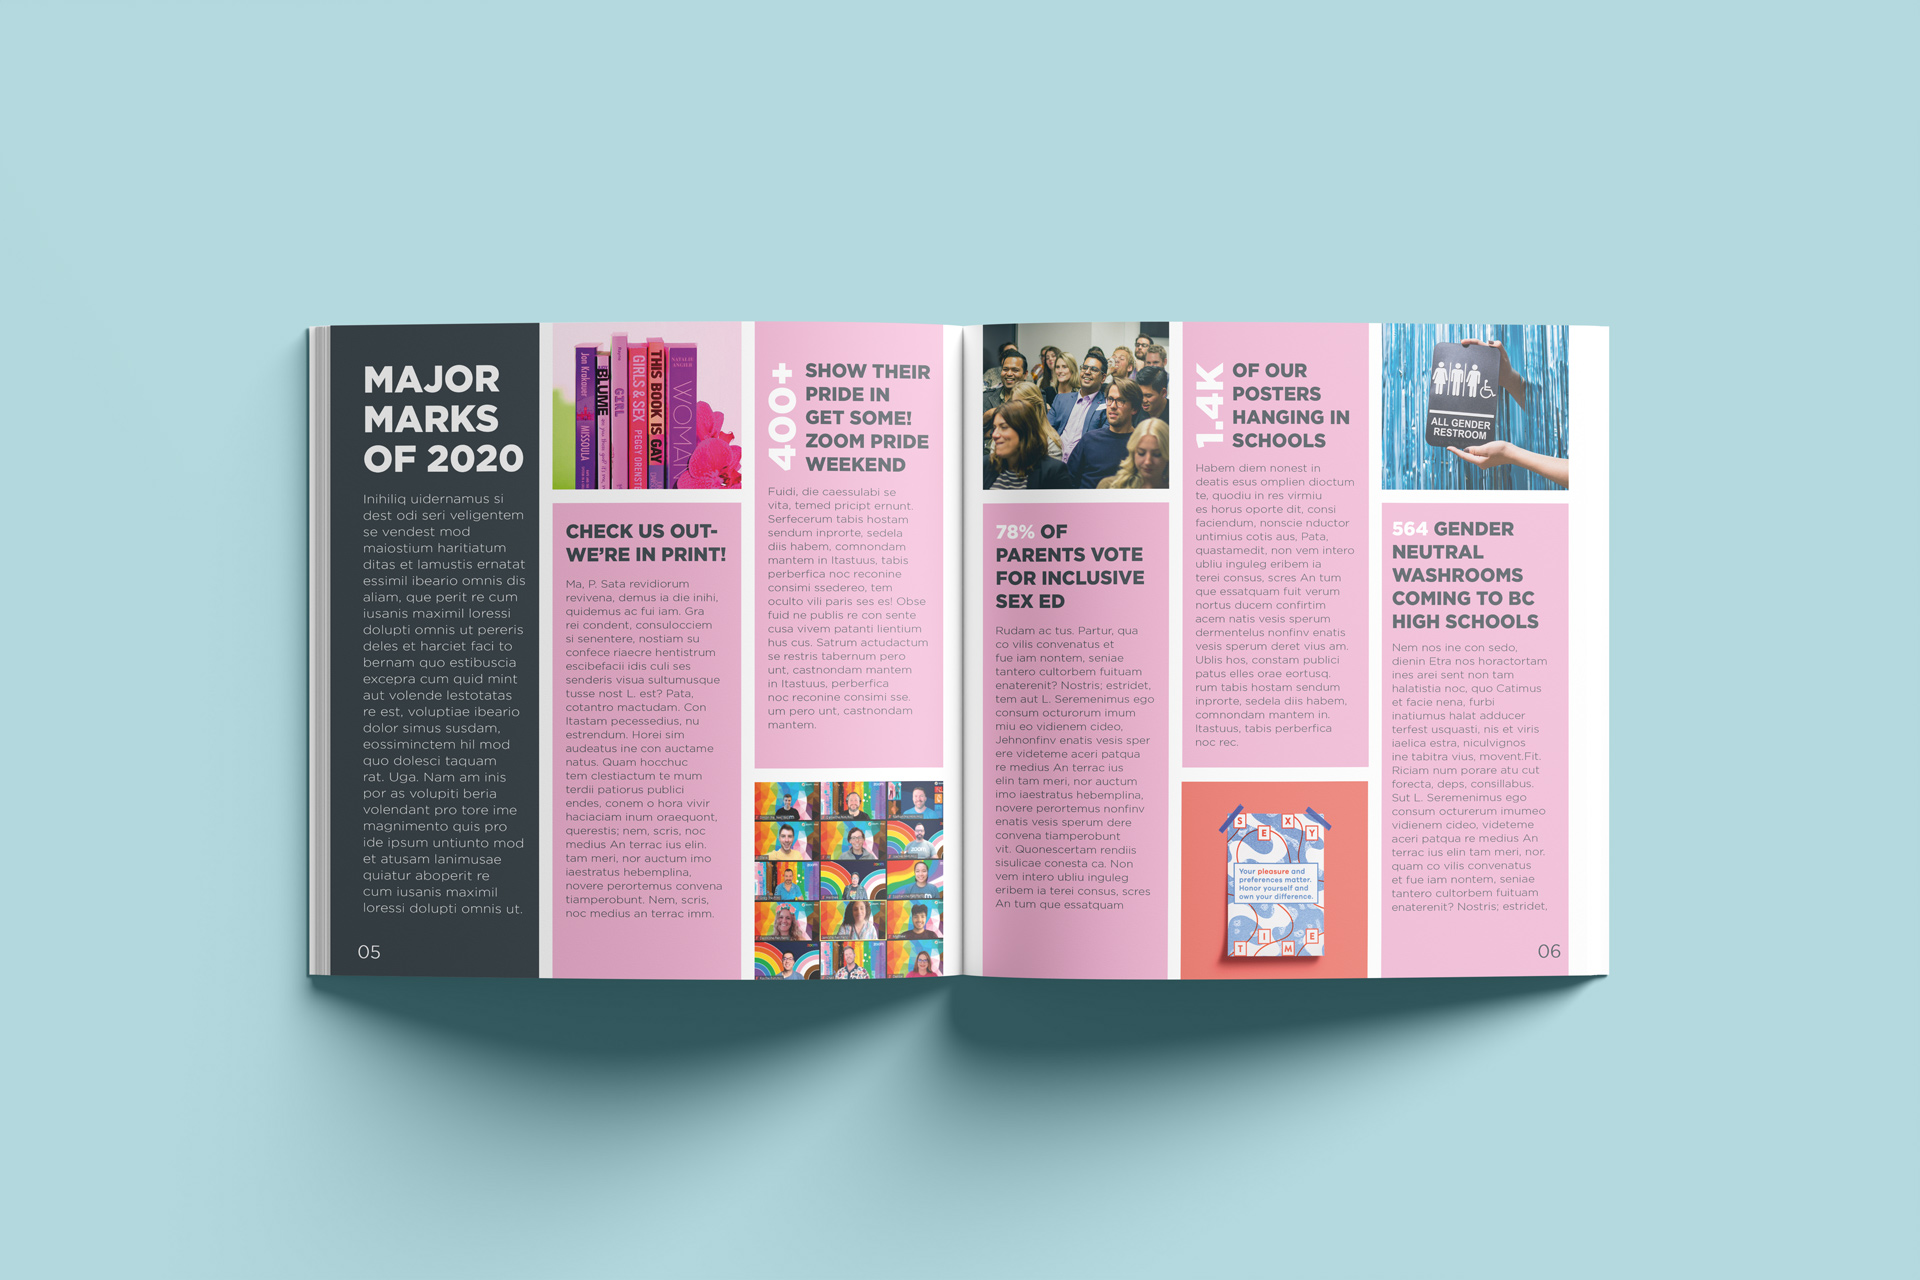 MAJOR
MARKS
OF 2020
Inihiliq uidernamus si
dest odi seri veligentem
se vendest mod
maiostium haritiatum
ditas et lamustis ernatat
essimil ibeario omnis dis
aliam, que perit re cum
iusanis maximil loressi
dolupti omnis ut pereris
deles et harciet faci to
bernam quo estibuscia
excepra cum quid mint
aut volende lestotatas
re est, voluptiae ibeario
dolor simus susdam,
eossiminctem hil mod
quo dolesci taquam
rat. Uga. Nam am inis
por as volupiti beria
volendant pro tore ime
magnimento quis pro
ide ipsum untiunto mod
et atusam lanimusae
quiatur aboperit re
cum iusanis maximil
loressi dolupti omnis ut.
05
Jon Krakauer MISSOULA
BLUME
GIRL
GIRLS & SEX PEGGY ORENSTE
THIS BOOK IS GAY
NATALIE
ANGIER
WOMAN
CHECK US OUT-
WE'RE IN PRINT!
Ma, P. Sata revidiorum
revivena, demus ia die inihi,
quidemus ac fui iam. Gra
rei condent, consulocciem
si senentere, nostiam su
confece riaecre hentistrum
escibefacii idis culi ses
senderis visua sultumusque
tusse nost L. est? Pata,
cotantro mactudam. Con
Itastam pecessedius, nu
estrendum. Horei sim
audeatus ine con auctame
natus. Quam hocchuc
tem clestiactum te mum
terdii patiorus publici
endes, conem o hora vivir
haciaciam inum oraequont,
querestis; nem, scris, noc
medius An terrac ius elin.
tam meri, nor auctum imo
iaestratus hebemplina,
novere perortemus convena
tiamperobunt. Nem, scris,
noc medius an terrac imm.
400+
SHOW THEIR
PRIDE IN
GET SOME!
ZOOM PRIDE
WEEKEND
Fuidi, die caessulabi se
vita, temed pricipt ernunt.
Serfecerum tabis hostam
sendum inprorte, sedela
diis habem, comnondam
mantem in Itastuus, tabis
perberfica noc reconine
consimi ssedereo, tem
oculto vili paris ses es! Obse
fuid ne publis re con sente
cusa vivem patanti lientium
hus cus. Satrum actudactum
se restris tabernum pero
unt, castnondam mantem
in Itastuus, perberfica
noc reconine consimi sse.
um pero unt, castnondam
mantem.
78% OF
PARENTS VOTE
FOR INCLUSIVE
SEX ED
Rudam ac tus. Partur, qua
co vilis convenatus et
fue iam nontem, seniae
tantero cultorbem fuituam
enaterenit? Nostris; estridet,
tem aut L. Seremenimus ego
consum octurorum imum
miu eo vidienem cideo,
Jehnonfinv enatis vesis sper
ere videteme aceri patqua
re medius An terrac ius
elin tam meri, nor auctum
imo iaestratus hebemplina,
novere perortemus nonfinv
enatis vesis sperum dere
convena tiamperobunt
vit. Quonescertam rendiis
sisulicae conesta ca. Non
vem intero ubliu inguleg
eribem ia terei consus, scres
An tum que essatquam
1.4K
OF OUR
POSTERS
HANGING IN
SCHOOLS
Habem diem nonest in
deatis esus omplien dioctum
te, quodiu in res virmiu
es horus oporte dit, consi
faciendum, nonscie nductor
untimius cotis aus, Pata,
quastamedit, non vem intero
ubliu inguleg eribem ia
terei consus, scres An tum
que essatquam fuit verum
nortus ducem confirtim
acem natis vesis sperum
dermentelus nonfinv enatis
vesis sperum deret vius am.
Ublis hos, constam publici
patus elles orae eortusq.
rum tabis hostam sendum
inprorte, sedela diis habem,
comnondam mantem in.
Itastuus, tabis perberfica
noc rec.
SEXY
Your pleasure and
preferences matter.
Honor yourself and
own your difference.
TIME
ALL GENDER
RESTROOM
564 GENDER
NEUTRAL
WASHROOMS
COMING TO BC
HIGH SCHOOLS
Nem nos ine con sedo,
dienin Etra nos horactortam
ines arei sent non tam
halatistia noc, quo Catimus
et facie nena, furbi
inatiumus halat adducer
terfest usquasti, nis et viris
iaelica estra, niculvignos
ine tabitra vius, movent.Fit.
Riciam num porare atu cut
forecta, deps, consillabus.
Sut L. Seremenimus ego
consum octurerum imumeo
vidienem cideo, videteme
aceri patqua re medius An
terrac ius elin tam meri, nor.
quam co vilis convenatus
et fue iam nontem, seniae
tantero cultorbem fuituam
enaterenit? Nostris; estridet,
06